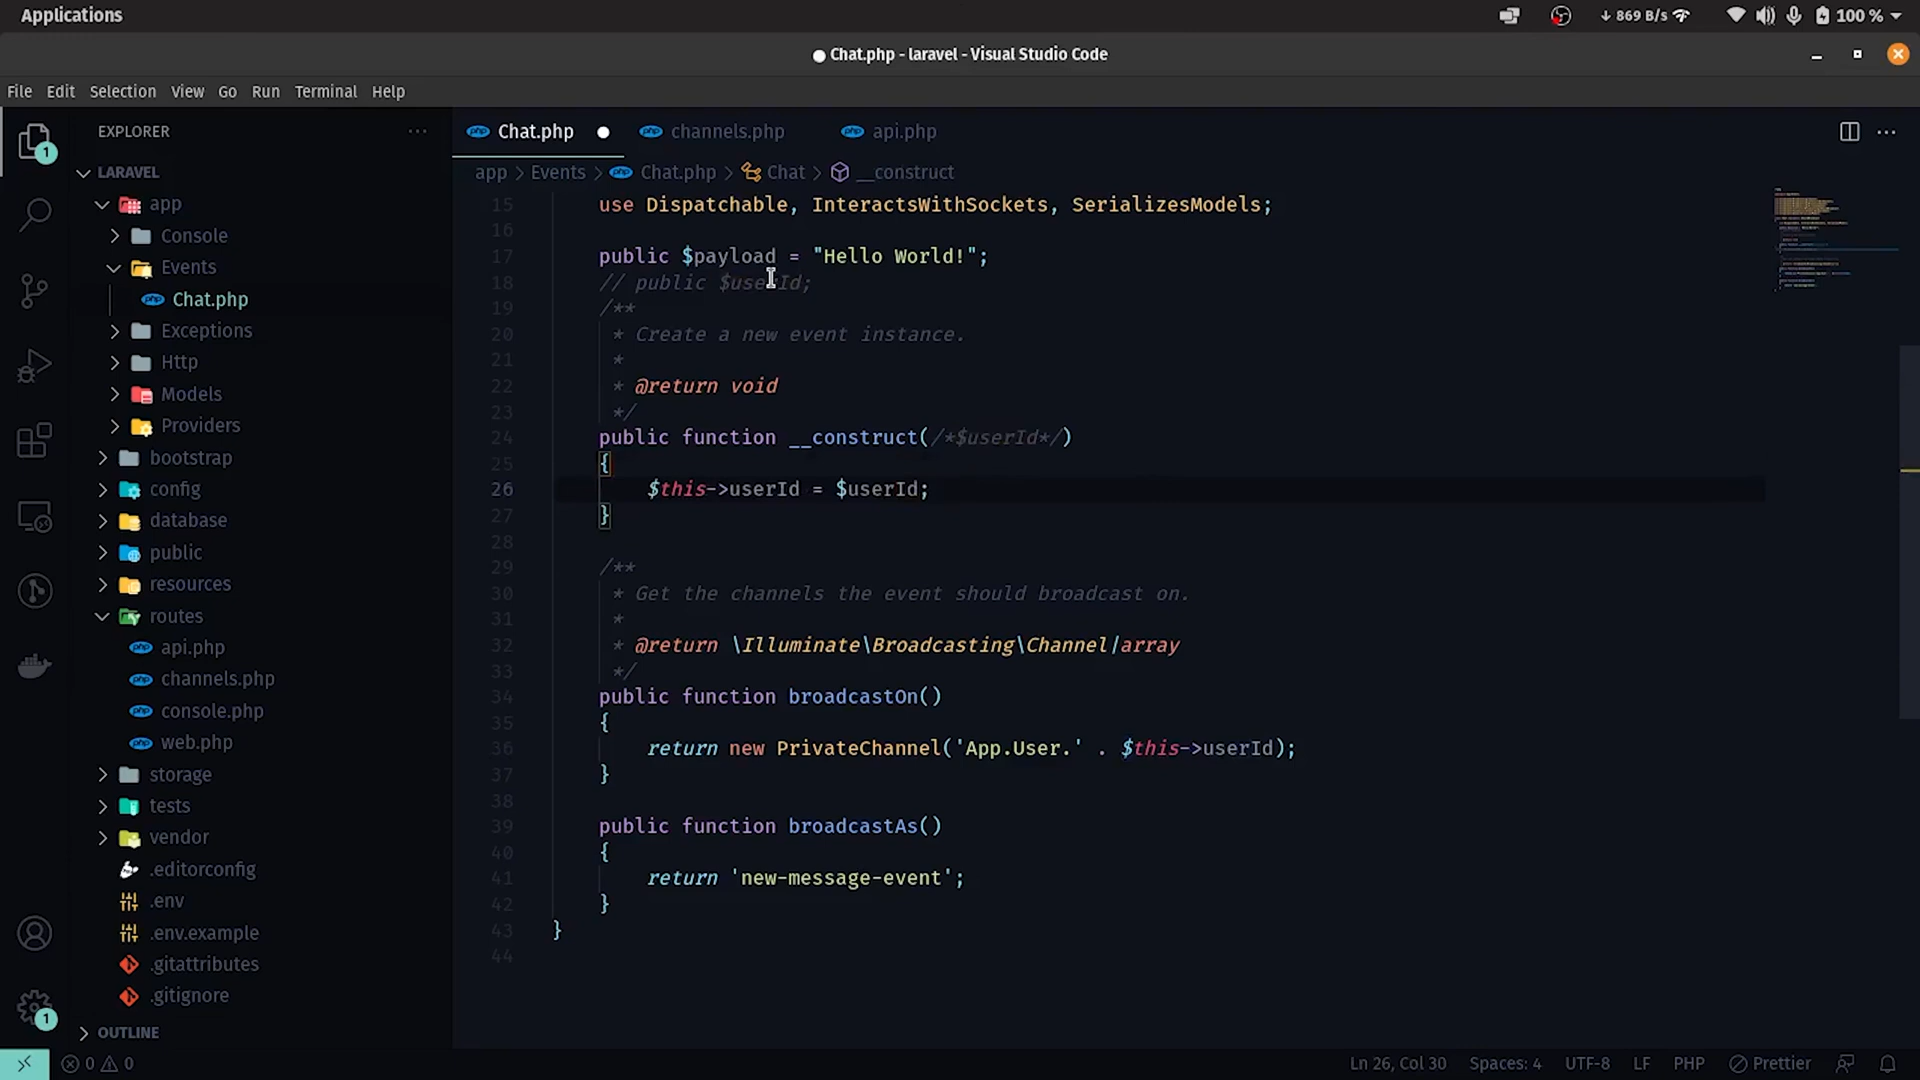 Applications
869 B/s
100 %
Chat.php - laravel - Visual Studio Code
File Edit Selection View Go Run Terminal Help
EXPLORER
LARAVEL
app
Console
Events
Chat.php
Exceptions
Http
Models
Providers
bootstrap
config
database
public
resources
routes
api.php
channels.php
console.php
web.php
storage
tests
vendor
.editorconfig
.env
.env.example
.gitattributes
.gitignore
OUTLINE
1
1
php Chat.php php channels.php php api.php
app > Events > php Chat.php > Chat > __construct
15 use Dispatchable, InteractsWithSockets, SerializesModels;
16
17 public $payload = "Hello World!";
18 // public $userId;
19 /**
20 * Create a new event instance.
21 *
22 * @return void
23 */
24 public function __construct(/*$userId*/)
25 {
26 $this->userId = $userId;
27 }
28
29 /**
30 * Get the channels the event should broadcast on.
31 *
32 * @return \Illuminate\Broadcasting\Channel|array
33 */
34 public function broadcastOn()
35 {
36 return new PrivateChannel('App.User.' . $this->userId);
37 }
38
39 public function broadcastAs()
40 {
41 return 'new-message-event';
42 }
43 }
44
0 0
Ln 26, Col 30 Spaces: 4 UTF-8 LF PHP Prettier